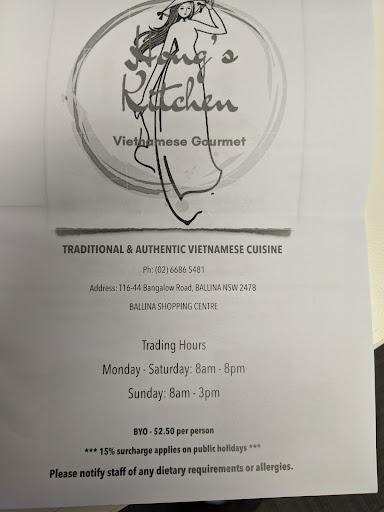 Hong's
Kitchen
Vietnamese Gourmet
TRADITIONAL & AUTHENTIC VIETNAMESE CUISINE
Ph: (02) 6686 5481
Address: T16-44 Bangalow Road, BALLINA NSW 2478
BALLINA SHOPPING CENTRE
Trading Hours
Monday - Saturday: 8am - 8pm
Sunday: 8am - 3pm
BYO - $2.50 per person
*** 15% surcharge applies on public holidays ***
Please notify staff of any dietary requirements or allergies.